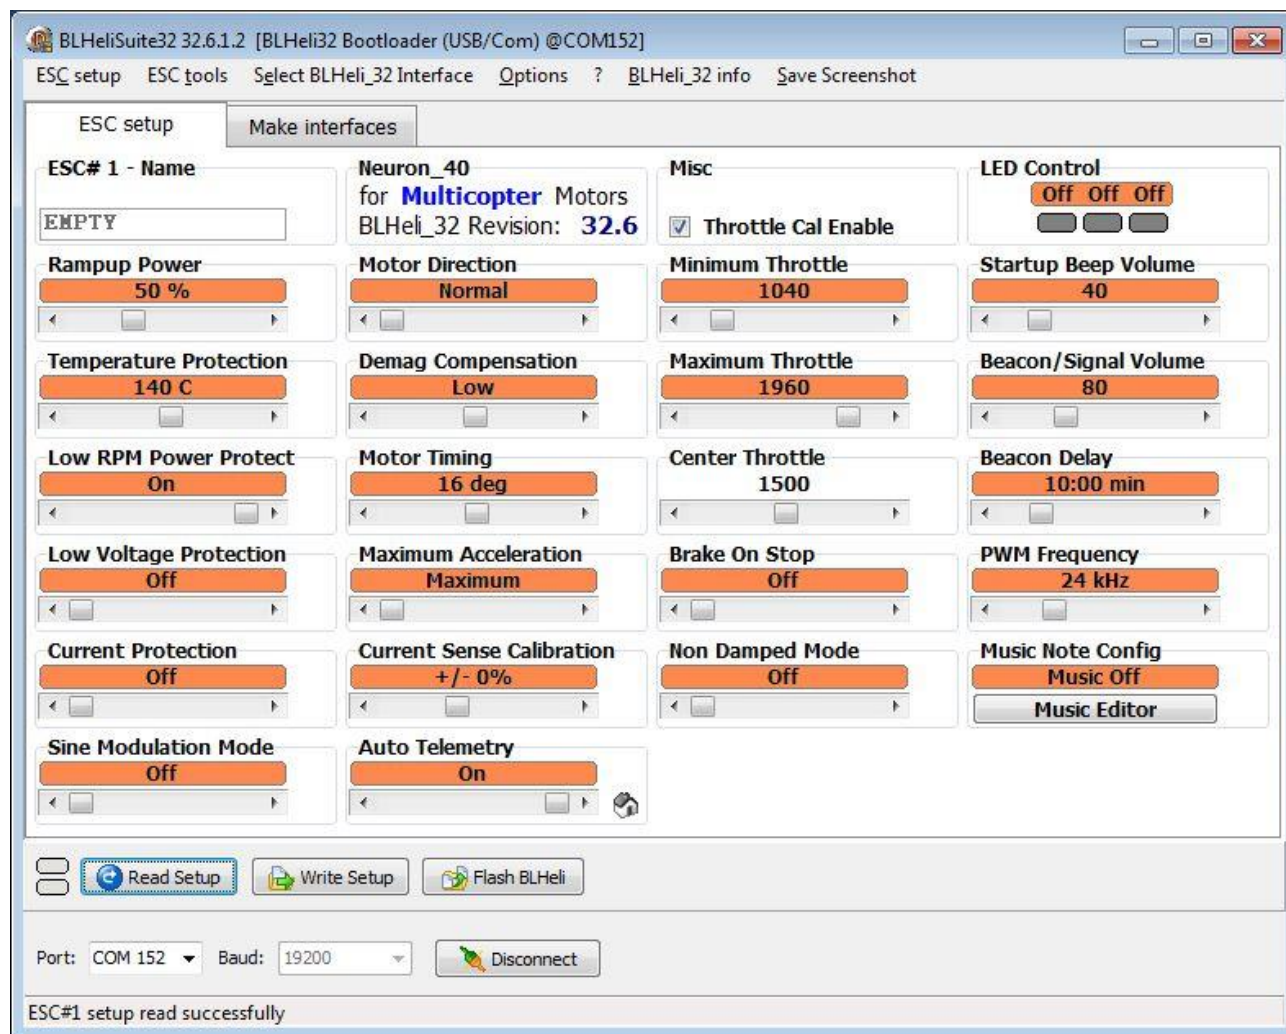 BLHeliSuite32 32.6.1.2 [BLHeli32 Bootloader (USB/Com) @COM152]
ESC setup ESC tools Select BLHeli_32 Interface Options ? BLHeli_32 info Save Screenshot
ESC setup Make interfaces
ESC# 1 - Name
EMPTY
Neuron_40
for Multicopter Motors
BLHeli_32 Revision: 32.6
Misc
Throttle Cal Enable
LED Control
Off Off Off
Rampup Power
50 %
Motor Direction
Normal
Minimum Throttle
1040
Startup Beep Volume
40
Temperature Protection
140 C
Demag Compensation
Low
Maximum Throttle
1960
Beacon/Signal Volume
80
Low RPM Power Protect
On
Motor Timing
16 deg
Center Throttle
1500
Beacon Delay
10:00 min
Low Voltage Protection
Off
Maximum Acceleration
Maximum
Brake On Stop
Off
PWM Frequency
24 kHz
Current Protection
Off
Current Sense Calibration
+/- 0%
Non Damped Mode
Off
Music Note Config
Music Off
Music Editor
Sine Modulation Mode
Off
Auto Telemetry
On
Read Setup Write Setup Flash BLHeli
Port: COM 152 Baud: 19200 Disconnect
ESC#1 setup read successfully